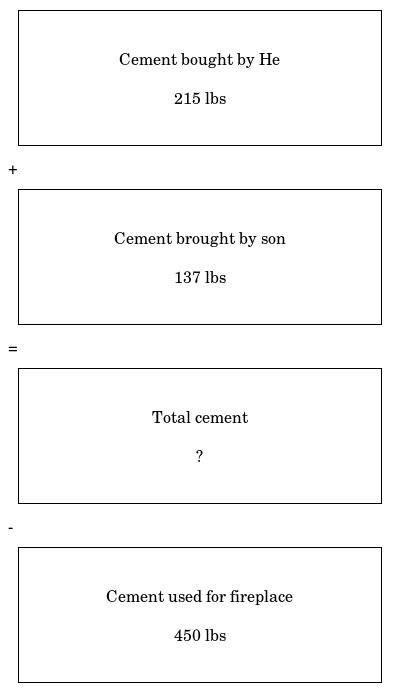 Cement bought by He
215 lbs
+
Cement brought by son
137 lbs
=
Total cement
?
-
Cement used for fireplace
450 lbs